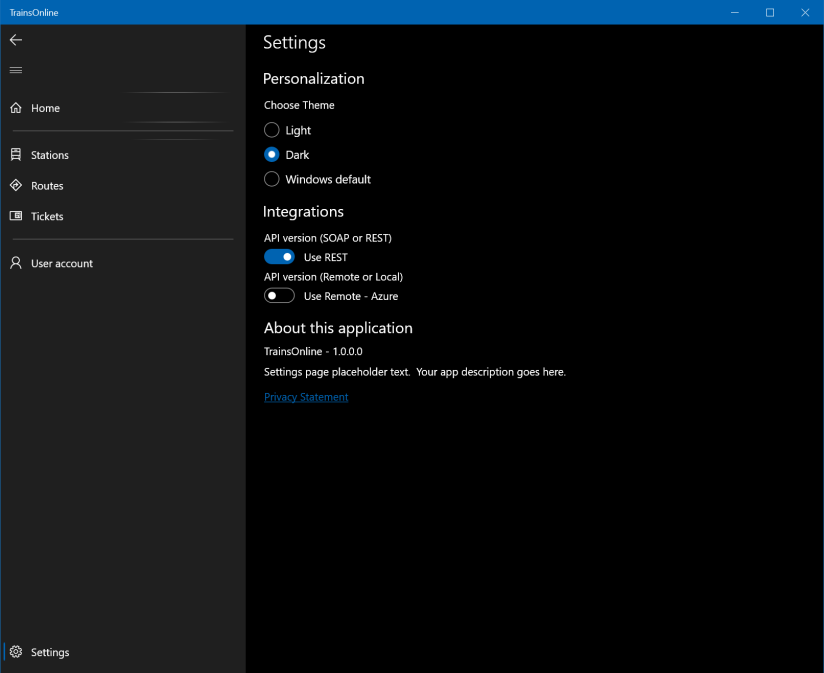 TrainsOnline
Home
Stations
Routes
Tickets
User account
Settings
Settings
Personalization
Choose Theme
Light
Dark
Windows default
Integrations
API version (SOAP or REST)
Use REST
API version (Remote or Local)
Use Remote - Azure
About this application
TrainsOnline - 1.0.0.0
Settings page placeholder text.  Your app description goes here.
Privacy Statement